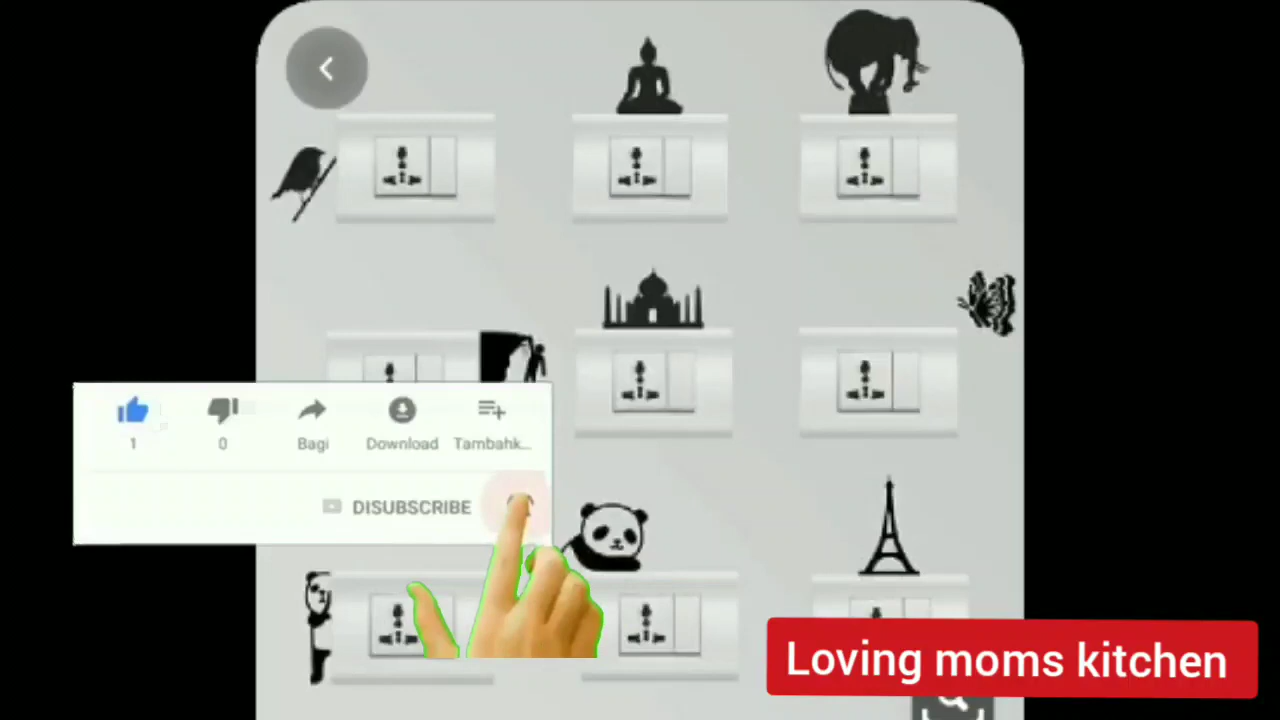 1
0
Bagi
Download
Tambahk...
DISUBSCRIBE
Loving moms kitchen